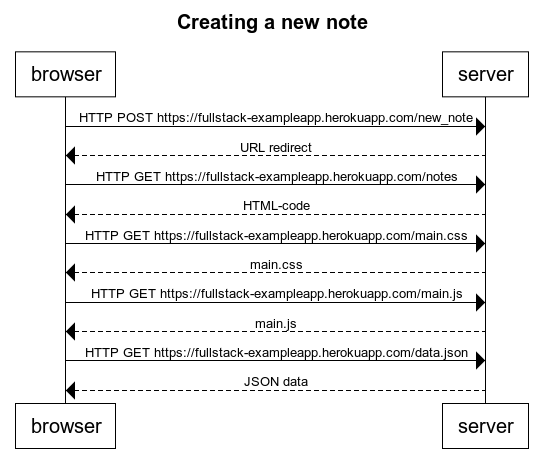 Creating a new note
browser
server
HTTP POST https://fullstack-exampleapp.herokuapp.com/new_note
URL redirect
HTTP GET https://fullstack-exampleapp.herokuapp.com/notes
HTML-code
HTTP GET https://fullstack-exampleapp.herokuapp.com/main.css
main.css
HTTP GET https://fullstack-exampleapp.herokuapp.com/main.js
main.js
HTTP GET https://fullstack-exampleapp.herokuapp.com/data.json
JSON data
browser
server